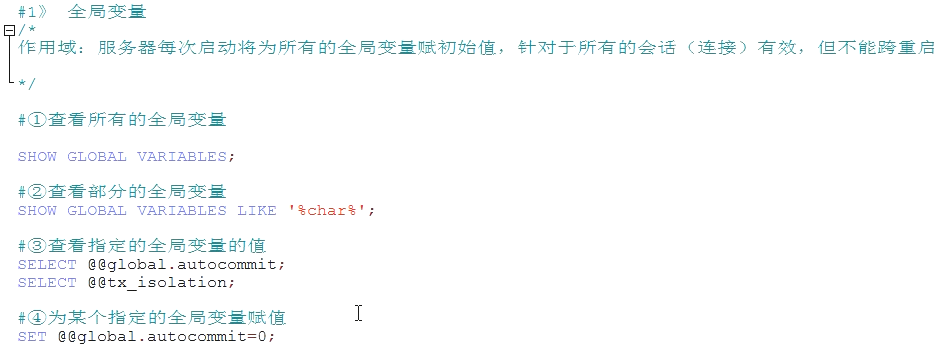 #1》 全局变量
/*
作用域：服务器每次启动将为所有的全局变量赋初始值，针对于所有的会话（连接）有效，但不能跨重启
*/
#①查看所有的全局变量
SHOW GLOBAL VARIABLES;
#②查看部分的全局变量
SHOW GLOBAL VARIABLES LIKE '%char%';
#③查看指定的全局变量的值
SELECT @@global.autocommit;
SELECT @@tx_isolation;
#④为某个指定的全局变量赋值
SET @@global.autocommit=0;